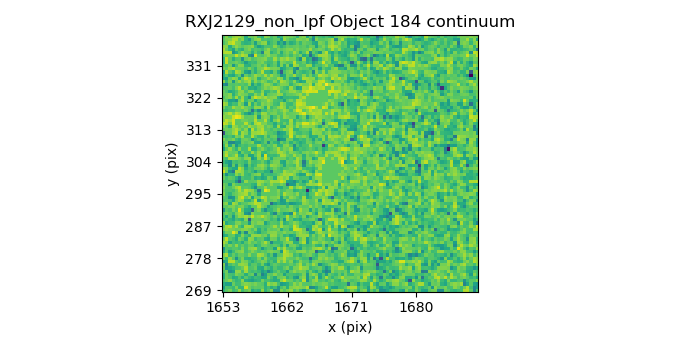 RXJ2129_non_lpf Object 184 continuum
331
322
313
304
295
287
278
269
y (pix)
1653 1662 1671 1680
x (pix)